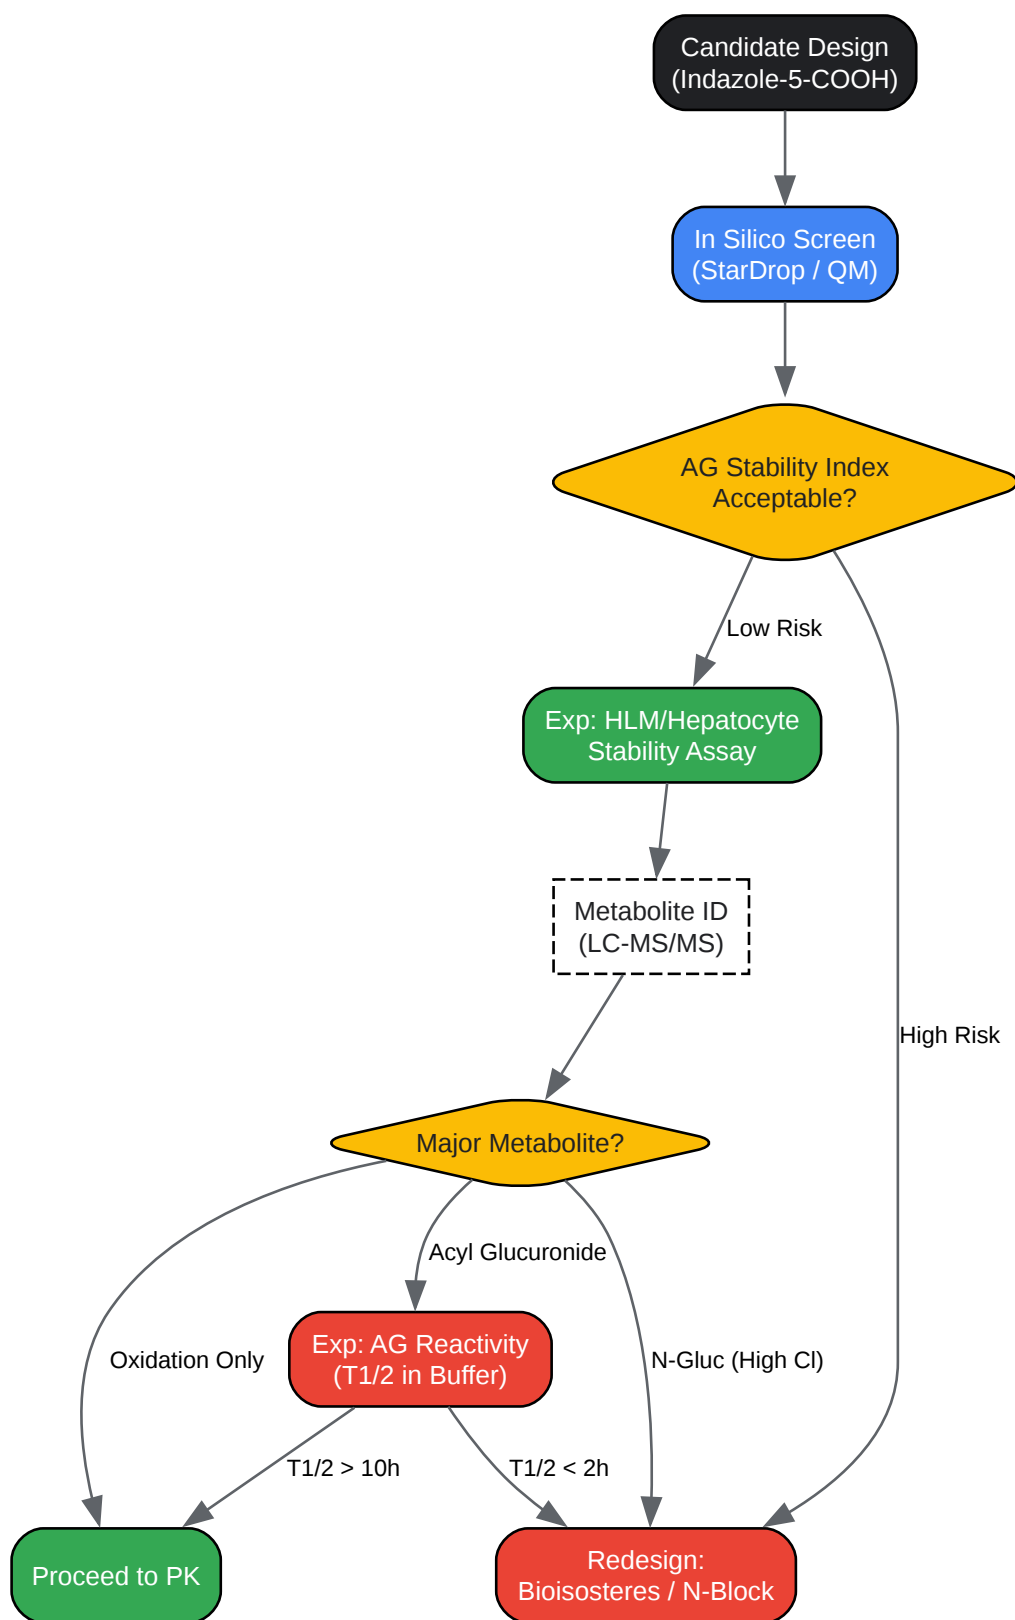 Candidate Design
(Indazole-5-COOH)
In Silico Screen
(StarDrop / QM)
AG Stability Index
Acceptable?
Low Risk
Exp: HLM/Hepatocyte
Stability Assay
Metabolite ID
(LC-MS/MS)
High Risk
Major Metabolite?
Acyl Glucuronide
Exp: AG Reactivity
(T1/2 in Buffer)
Oxidation Only
N-Gluc (High Cl)
T1/2 > 10h
T1/2 < 2h
Proceed to PK
Redesign:
Bioisosteres / N-Block